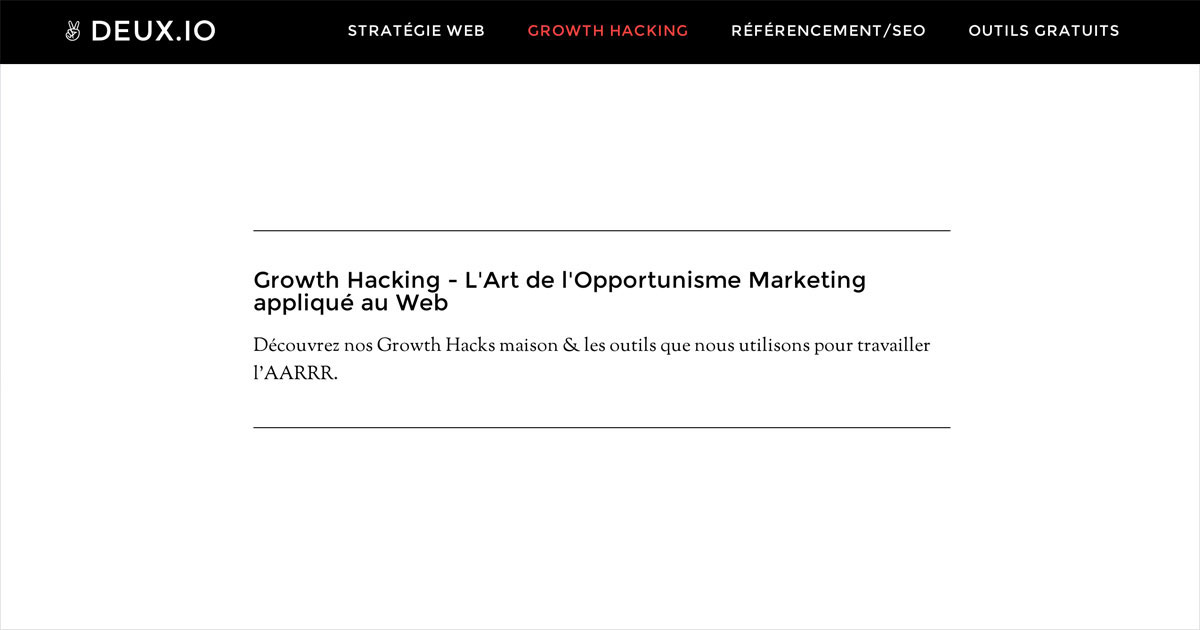 DEUX.IO
STRATÉGIE WEB
GROWTH HACKING
RÉFÉRENCEMENT/SEO
OUTILS GRATUITS
Growth Hacking - L'Art de l'Opportunisme Marketing
appliqué au Web
Découvrez nos Growth Hacks maison & les outils que nous utilisons pour travailler
l’AARRR.